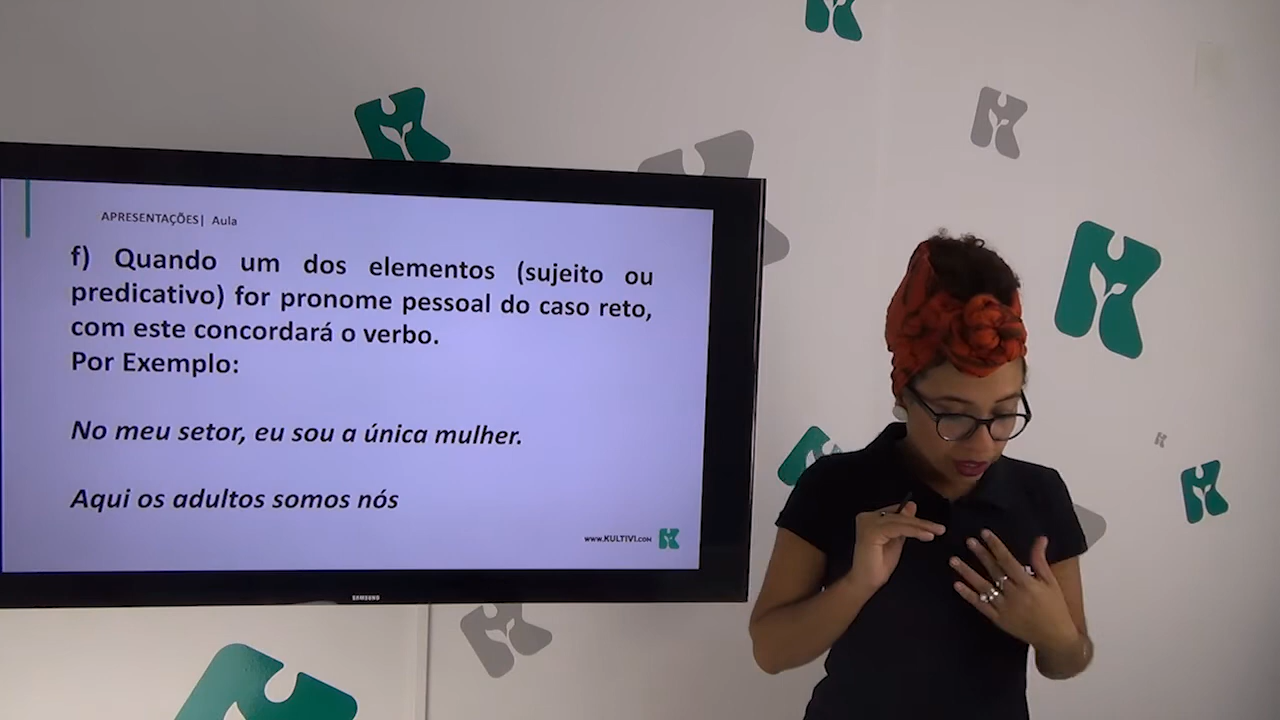 APRESENTAÇÕES| Aula
f) Quando um dos elementos (sujeito ou
predicativo) for pronome pessoal do caso reto,
com este concordará o verbo.
Por Exemplo:
No meu setor, eu sou a única mulher.
Aqui os adultos somos nós
www.KULTIVI.COM
SAMSUNG